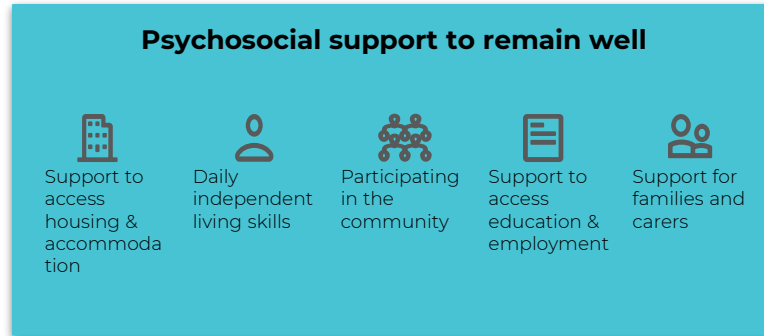 Psychosocial support to remain well
Support to
access
housing &
accommoda
tion
Daily
independent
living skills
Participating
in the
community
Support to
access
education &
employment
Support for
families and
carers